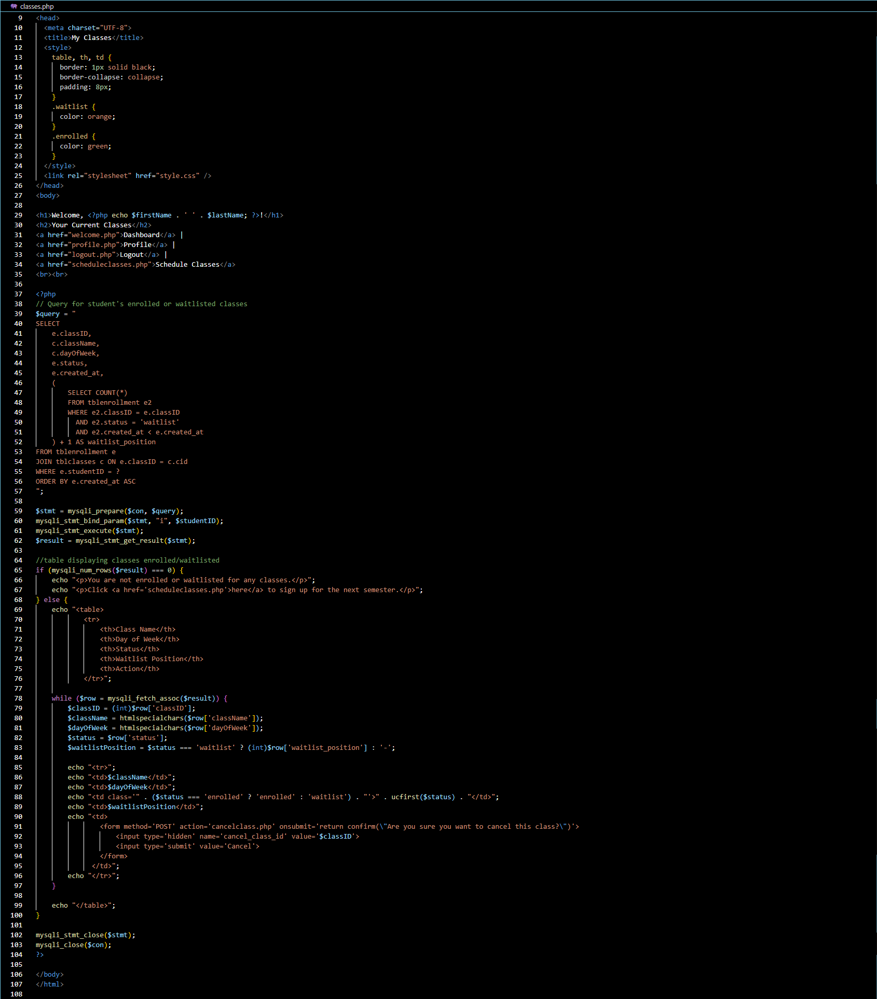 classes.php
9 <head>
10 <meta charset="UTF-8">
11 <title>My Classes</title>
12 <style>
13 table, th, td {
14 border: 1px solid black;
15 border-collapse: collapse;
16 padding: 8px;
17 }
18 .waitlist {
19 color: orange;
20 }
21 .enrolled {
22 color: green;
23 }
24 </style>
25 <link rel="stylesheet" href="style.css" />
26 </head>
27 <body>
28
29 <h1>Welcome, <?php echo $firstName . ' ' . $lastName; ?>!</h1>
30 <h2>Your Current Classes</h2>
31 <a href="welcome.php">Dashboard</a> |
32 <a href="profile.php">Profile</a> |
33 <a href="logout.php">Logout</a> |
34 <a href="scheduleclasses.php">Schedule Classes</a>
35 <br><br>
36
37 <?php
38 // Query for student's enrolled or waitlisted classes
39 $query = "
40 SELECT
41 e.classID,
42 c.className,
43 c.dayOfWeek,
44 e.status,
45 e.created_at,
46 (
47 SELECT COUNT(*)
48 FROM tblenrollment e2
49 WHERE e2.classID = e.classID
50 AND e2.status = 'waitlist'
51 AND e2.created_at < e.created_at
52 ) + 1 AS waitlist_position
53 FROM tblenrollment e
54 JOIN tblclasses c ON e.classID = c.cid
55 WHERE e.studentID = ?
56 ORDER BY e.created_at ASC
57 ";
58
59 $stmt = mysqli_prepare($con, $query);
60 mysqli_stmt_bind_param($stmt, "i", $studentID);
61 mysqli_stmt_execute($stmt);
62 $result = mysqli_stmt_get_result($stmt);
63
64 //table displaying classes enrolled/waitlisted
65 if (mysqli_num_rows($result) === 0) {
66 echo "<p>You are not enrolled or waitlisted for any classes.</p>";
67 echo "<p>Click <a href='scheduleclasses.php'>here</a> to sign up for the next semester.</p>";
68 } else {
69 echo "<table>
70 <tr>
71 <th>Class Name</th>
72 <th>Day of Week</th>
73 <th>Status</th>
74 <th>Waitlist Position</th>
75 <th>Action</th>
76 </tr>";
77
78 while ($row = mysqli_fetch_assoc($result)) {
79 $classID = (int)$row['classID'];
80 $className = htmlspecialchars($row['className']);
81 $dayOfWeek = htmlspecialchars($row['dayOfWeek']);
82 $status = $row['status'];
83 $waitlistPosition = $status === 'waitlist' ? (int)$row['waitlist_position'] : '-';
84
85 echo "<tr>";
86 echo "<td>$className</td>";
87 echo "<td>$dayOfWeek</td>";
88 echo "<td class='" . ($status === 'enrolled' ? 'enrolled' : 'waitlist') . "'>" . ucfirst($status) . "</td>";
89 echo "<td>$waitlistPosition</td>";
90 echo "<td>
91 <form method='POST' action='cancelclass.php' onsubmit='return confirm(\"Are you sure you want to cancel this class?\")'>
92 <input type='hidden' name='cancel_class_id' value='$classID'>
93 <input type='submit' value='Cancel'>
94 </form>
95 </td>";
96 echo "</tr>";
97 }
98
99 echo "</table>";
100 }
101
102 mysqli_stmt_close($stmt);
103 mysqli_close($con);
104 ?>
105
106 </body>
107 </html>
108